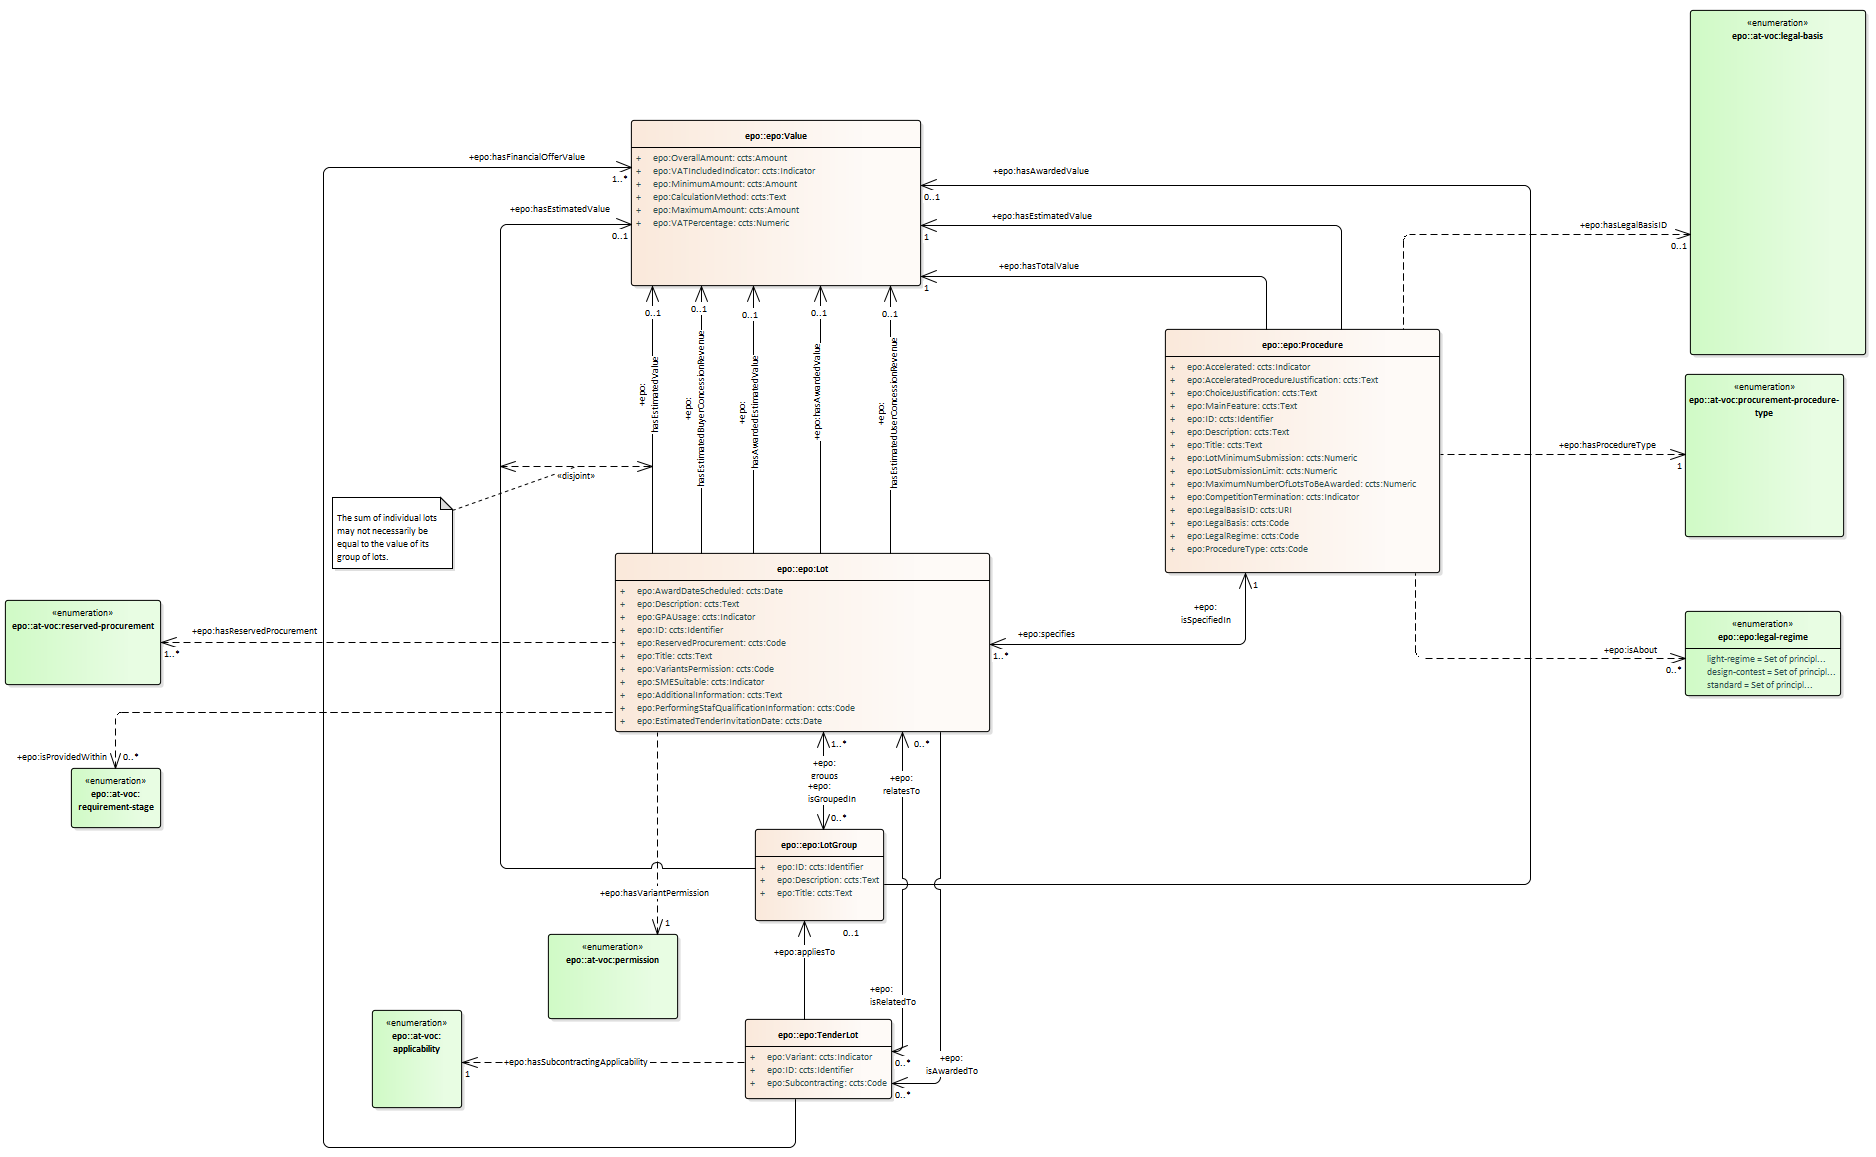 «enumeration»
epo::at-voc:legal-basis
epo::epo:Value
+ epo:OverallAmount: ccts:Amount
+ epo:VATIncludedIndicator: ccts:Indicator
+ epo:MinimumAmount: ccts:Amount
+ epo:CalculationMethod: ccts:Text
+ epo:MaximumAmount: ccts:Amount
+ epo:VATPercentage: ccts:Numeric
+epo:hasFinancialOfferValue
1..*
+epo:hasEstimatedValue
0..1
+epo:hasAwardedValue
0..1
+epo:hasEstimatedValue
1
+epo:hasTotalValue
1
+epo:hasLegalBasisID
0..1
0..1
0..1
0..1
0..1
0..1
+epo:
hasEstimatedValue
+epo:
hasEstimatedBuyerConcessionRevenue
+epo:
hasAwardedEstimatedValue
+epo:hasAwardedValue
+epo:
hasEstimatedUserConcessionRevenue
epo::epo:Procedure
+ epo:Accelerated: ccts:Indicator
+ epo:AcceleratedProcedureJustification: ccts:Text
+ epo:ChoiceJustification: ccts:Text
+ epo:MainFeature: ccts:Text
+ epo:ID: ccts:Identifier
+ epo:Description: ccts:Text
+ epo:Title: ccts:Text
+ epo:LotMinimumSubmission: ccts:Numeric
+ epo:LotSubmissionLimit: ccts:Numeric
+ epo:MaximumNumberOfLotsToBeAwarded: ccts:Numeric
+ epo:CompetitionTermination: ccts:Indicator
+ epo:LegalBasisID: ccts:URI
+ epo:LegalBasis: ccts:Code
+ epo:LegalRegime: ccts:Code
+ epo:ProcedureType: ccts:Code
«enumeration»
epo::at-voc:procurement-procedure-
type
+epo:hasProcedureType
1
«disjoint»
The sum of individual lots
may not necessarily be
equal to the value of its
group of lots.
epo::epo:Lot
+ epo:AwardDateScheduled: ccts:Date
+ epo:Description: ccts:Text
+ epo:GPAUsage: ccts:Indicator
+ epo:ID: ccts:Identifier
+ epo:ReservedProcurement: ccts:Code
+ epo:Title: ccts:Text
+ epo:VariantsPermission: ccts:Code
+ epo:SMESuitable: ccts:Indicator
+ epo:AdditionalInformation: ccts:Text
+ epo:PerformingStafQualificationInformation: ccts:Code
+ epo:EstimatedTenderInvitationDate: ccts:Date
1
+epo:
isSpecifiedIn
+epo:specifies
1..*
«enumeration»
epo::epo:legal-regime
light-regime = Set of principl...
design-contest = Set of principl...
standard = Set of principl...
+epo:isAbout
0..*
«enumeration»
epo::at-voc:reserved-procurement
+epo:hasReservedProcurement
1..*
+epo:isProvidedWithin
0..*
«enumeration»
epo::at-voc:
requirement-stage
1..*
+epo:
groups
+epo:
isGroupedIn
0..*
0..*
+epo:
relatesTo
epo::epo:LotGroup
+ epo:ID: ccts:Identifier
+ epo:Description: ccts:Text
+ epo:Title: ccts:Text
+epo:hasVariantPermission
1
«enumeration»
epo::at-voc:permission
0..1
+epo:appliesTo
+epo:
isRelatedTo
0..*
+epo:
isAwardedTo
0..*
«enumeration»
epo::at-voc:
applicability
+epo:hasSubcontractingApplicability
1
epo::epo:TenderLot
+ epo:Variant: ccts:Indicator
+ epo:ID: ccts:Identifier
+ epo:Subcontracting: ccts:Code